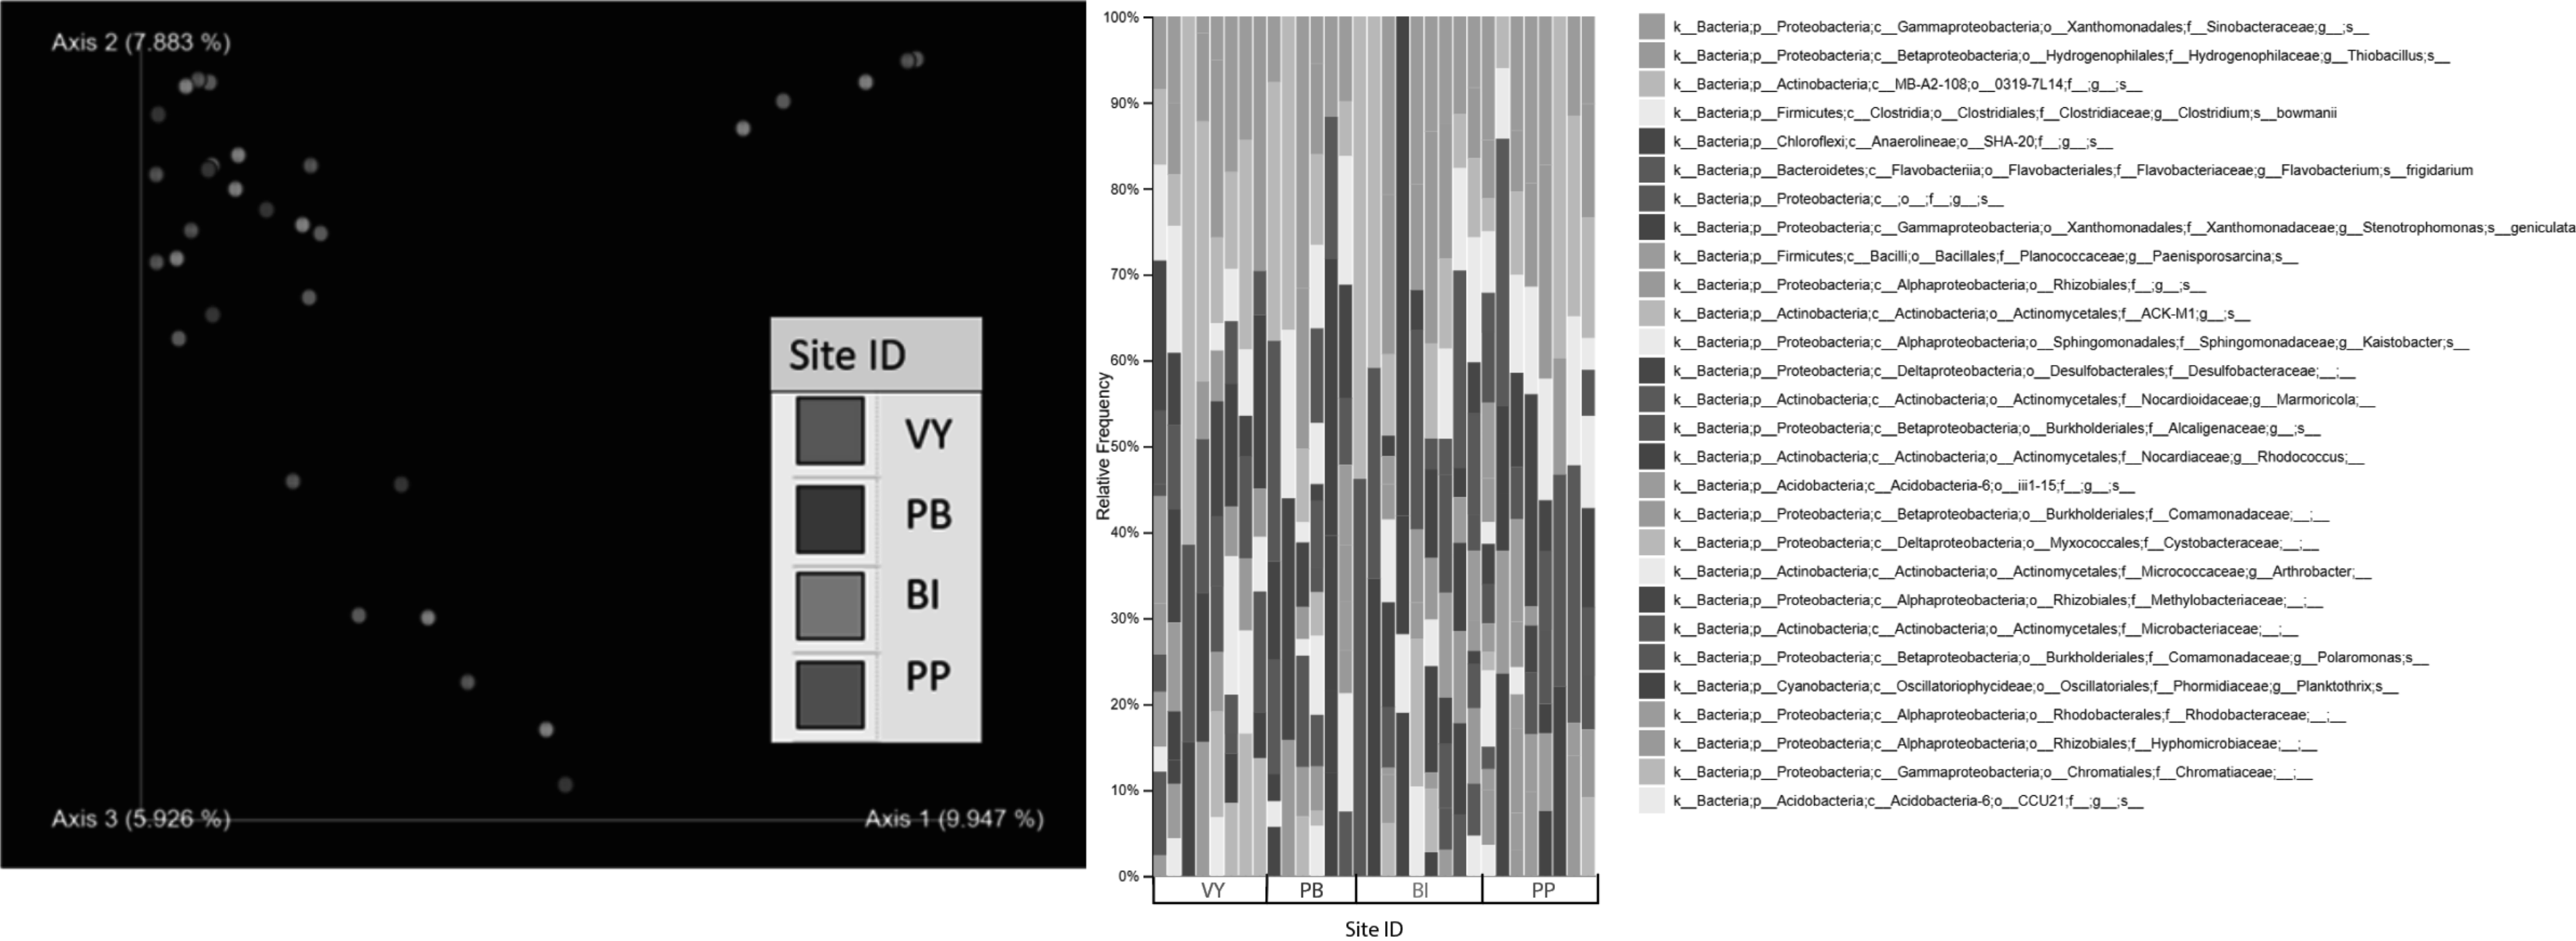 Axis 2 (7.883 %)
Site ID
VY
PB
BI
PP
Axis 3 (5.926 %)
Axis 1 (9.947 %)
Relative Frequency
100%
90%
80%
70%
60%
50%
40%
30%
20%
10%
0%
VY
PB
BI
PP
Site ID
k__Bacteria;p__Proteobacteria;c__Gammaproteobacteria;o__Xanthomonadales;f__Sinobacteraceae;g__;s__
k__Bacteria;p__Proteobacteria;c__Betaproteobacteria;o__Hydrogenophilales;f__Hydrogenophilaceae;g__Thiobacillus;s__
k__Bacteria;p__Actinobacteria;c__MB-A2-108;o__0319-7L14;f__;g__;s__
k__Bacteria;p__Firmicutes;c__Clostridia;o__Clostridiales;f__Clostridiaceae;g__Clostridium;s__bowmanii
k__Bacteria;p__Chloroflexi;c__Anaerolineae;o__SHA-20;f__;g__;s__
k__Bacteria;p__Bacteroidetes;c__Flavobacteriia;o__Flavobacteriales;f__Flavobacteriaceae;g__Flavobacterium;s__frigidarium
k__Bacteria;p__Proteobacteria;c__;o__;f__;g__;s__
k__Bacteria;p__Proteobacteria;c__Gammaproteobacteria;o__Xanthomonadales;f__Xanthomonadaceae;g__Stenotrophomonas;s__geniculata
k__Bacteria;p__Firmicutes;c__Bacilli;o__Bacillales;f__Planococcaceae;g__Paenisporosarcina;s__
k__Bacteria;p__Proteobacteria;c__Alphaproteobacteria;o__Rhizobiales;f__;g__;s__
k__Bacteria;p__Actinobacteria;c__Actinobacteria;o__Actinomycetales;f__ACK-M1;g__;s__
k__Bacteria;p__Proteobacteria;c__Alphaproteobacteria;o__Sphingomonadales;f__Sphingomonadaceae;g__Kaistobacter;s__
k__Bacteria;p__Proteobacteria;c__Deltaproteobacteria;o__Desulfobacterales;f__Desulfobacteraceae;__;__
k__Bacteria;p__Actinobacteria;c__Actinobacteria;o__Actinomycetales;f__Nocardioidaceae;g__Marmoricola;__
k__Bacteria;p__Proteobacteria;c__Betaproteobacteria;o__Burkholderiales;f__Alcaligenaceae;g__;s__
k__Bacteria;p__Actinobacteria;c__Actinobacteria;o__Actinomycetales;f__Nocardiaceae;g__Rhodococcus;__
k__Bacteria;p__Acidobacteria;c__Acidobacteria-6;o__iii1-15;f__;g__;s__
k__Bacteria;p__Proteobacteria;c__Betaproteobacteria;o__Burkholderiales;f__Comamonadaceae;__;__
k__Bacteria;p__Proteobacteria;c__Deltaproteobacteria;o__Myxococcales;f__Cystobacteraceae;__;__
k__Bacteria;p__Actinobacteria;c__Actinobacteria;o__Actinomycetales;f__Micrococcaceae;g__Arthrobacter;__
k__Bacteria;p__Proteobacteria;c__Alphaproteobacteria;o__Rhizobiales;f__Methylobacteriaceae;__;__
k__Bacteria;p__Actinobacteria;c__Actinobacteria;o__Actinomycetales;f__Microbacteriaceae;__;__
k__Bacteria;p__Proteobacteria;c__Betaproteobacteria;o__Burkholderiales;f__Comamonadaceae;g__Polaromonas;s__
k__Bacteria;p__Cyanobacteria;c__Oscillatoriophycideae;o__Oscillatoriales;f__Phormidiaceae;g__Planktothrix;s__
k__Bacteria;p__Proteobacteria;c__Alphaproteobacteria;o__Rhodobacterales;f__Rhodobacteraceae;__;__
k__Bacteria;p__Proteobacteria;c__Alphaproteobacteria;o__Rhizobiales;f__Hyphomicrobiaceae;__;__
k__Bacteria;p__Proteobacteria;c__Gammaproteobacteria;o__Chromatiales;f__Chromatiaceae;__;__
k__Bacteria;p__Acidobacteria;c__Acidobacteria-6;o__CCU21;f__;g__;s__